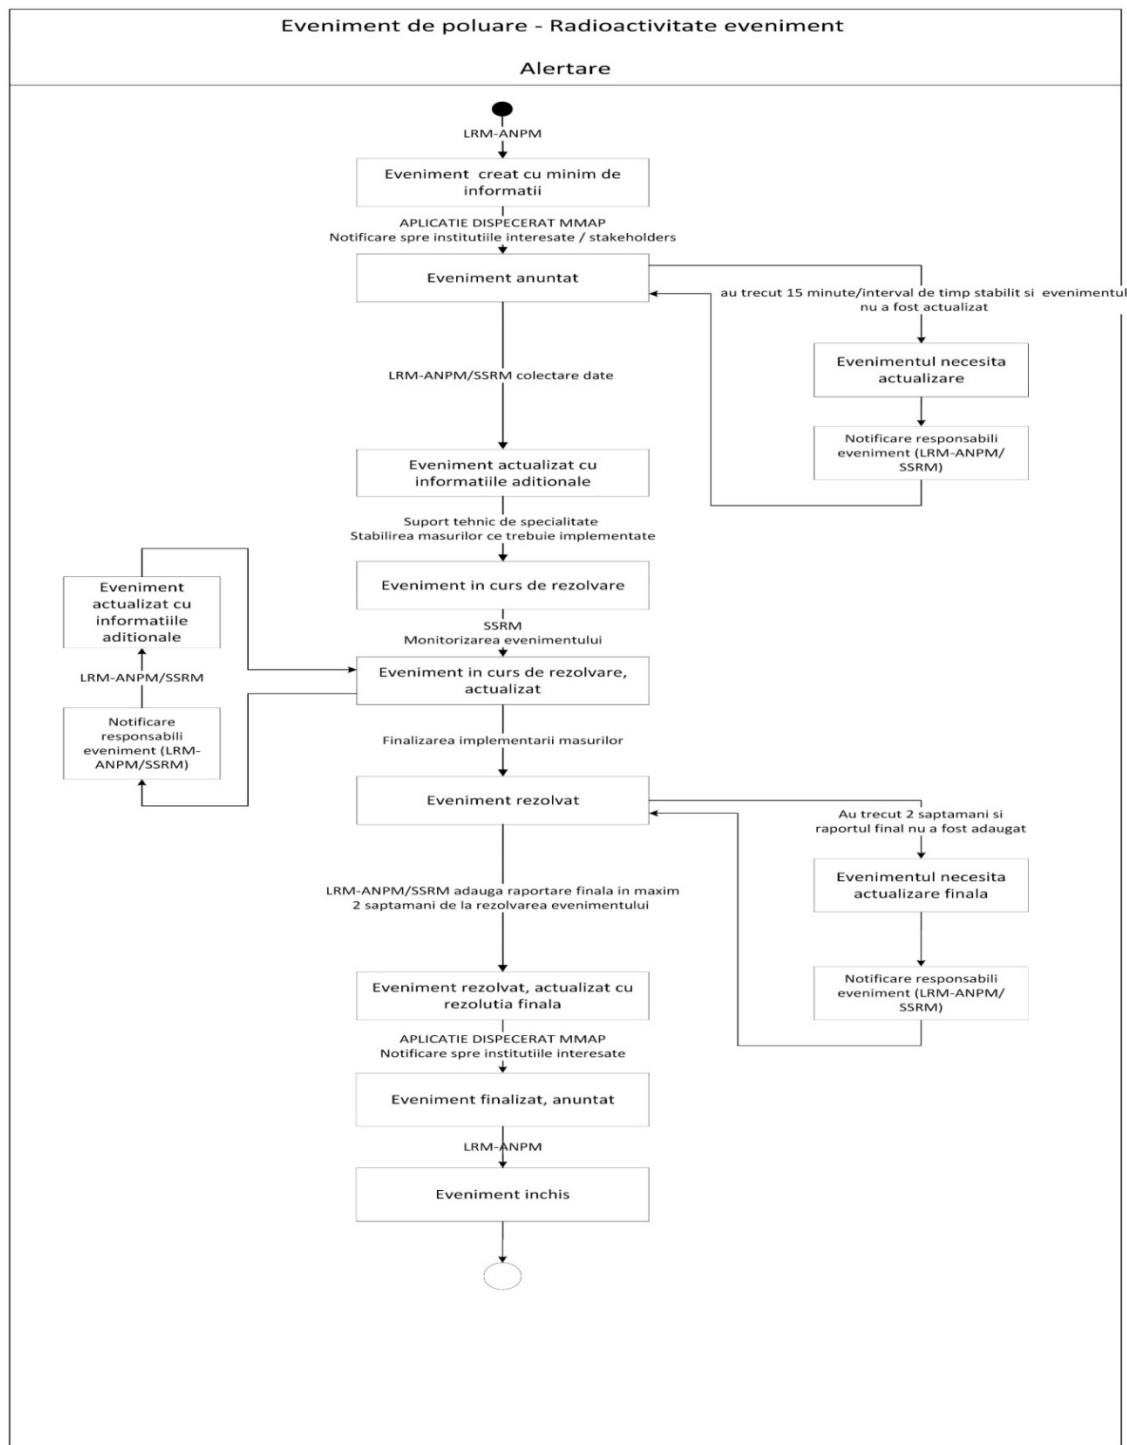 Eveniment de poluare - Radioactivitate eveniment
Alertare
LRM-ANPM
Eveniment creat cu minim de
informatii
APLICATIE DISPECERAT MMAP
Notificare spre institutiile interesate / stakeholders
Eveniment anuntat
au trecut 15 minute/interval de timp stabilit si evenimentul
nu a fost actualizat
Evenimentul necesita
actualizare
Notificare responsabili
eveniment (LRM-ANPM/
SSRM)
LRM-ANPM/SSRM colectare date
Eveniment actualizat cu
informatiile aditionale
Suport tehnic de specialitate
Stabilirea masurilor ce trebuie implementate
Eveniment in curs de rezolvare
SSRM
Monitorizarea evenimentului
Eveniment in curs de rezolvare,
actualizat
Eveniment
actualizat cu
informatiile
aditionale
LRM-ANPM/SSRM
Notificare
responsabili
eveniment (LRM-
ANPM/SSRM)
Finalizarea implementarii masurilor
Eveniment rezolvat
Au trecut 2 saptamani si
raportul final nu a fost adaugat
Evenimentul necesita
actualizare finala
Notificare responsabili
eveniment (LRM-ANPM/
SSRM)
LRM-ANPM/SSRM adauga raportare finala in maxim
2 saptamani de la rezolvarea evenimentului
Eveniment rezolvat, actualizat cu
rezolutia finala
APLICATIE DISPECERAT MMAP
Notificare spre institutiile interesate
Eveniment finalizat, anuntat
LRM-ANPM
Eveniment inchis